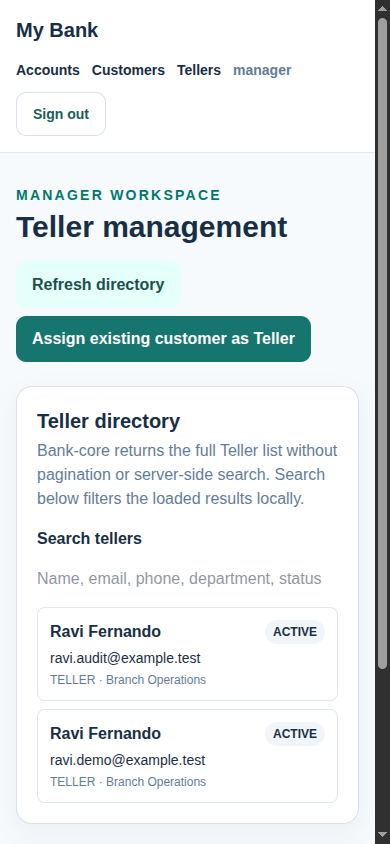 My Bank
Accounts Customers Tellers manager
Sign out
MANAGER WORKSPACE
Teller management
Refresh directory
Assign existing customer as Teller
Teller directory
Bank-core returns the full Teller list without
pagination or server-side search. Search
below filters the loaded results locally.
Search tellers
Name, email, phone, department, status
Ravi Fernando ACTIVE
ravi.audit@example.test
TELLER · Branch Operations
Ravi Fernando ACTIVE
ravi.demo@example.test
TELLER · Branch Operations